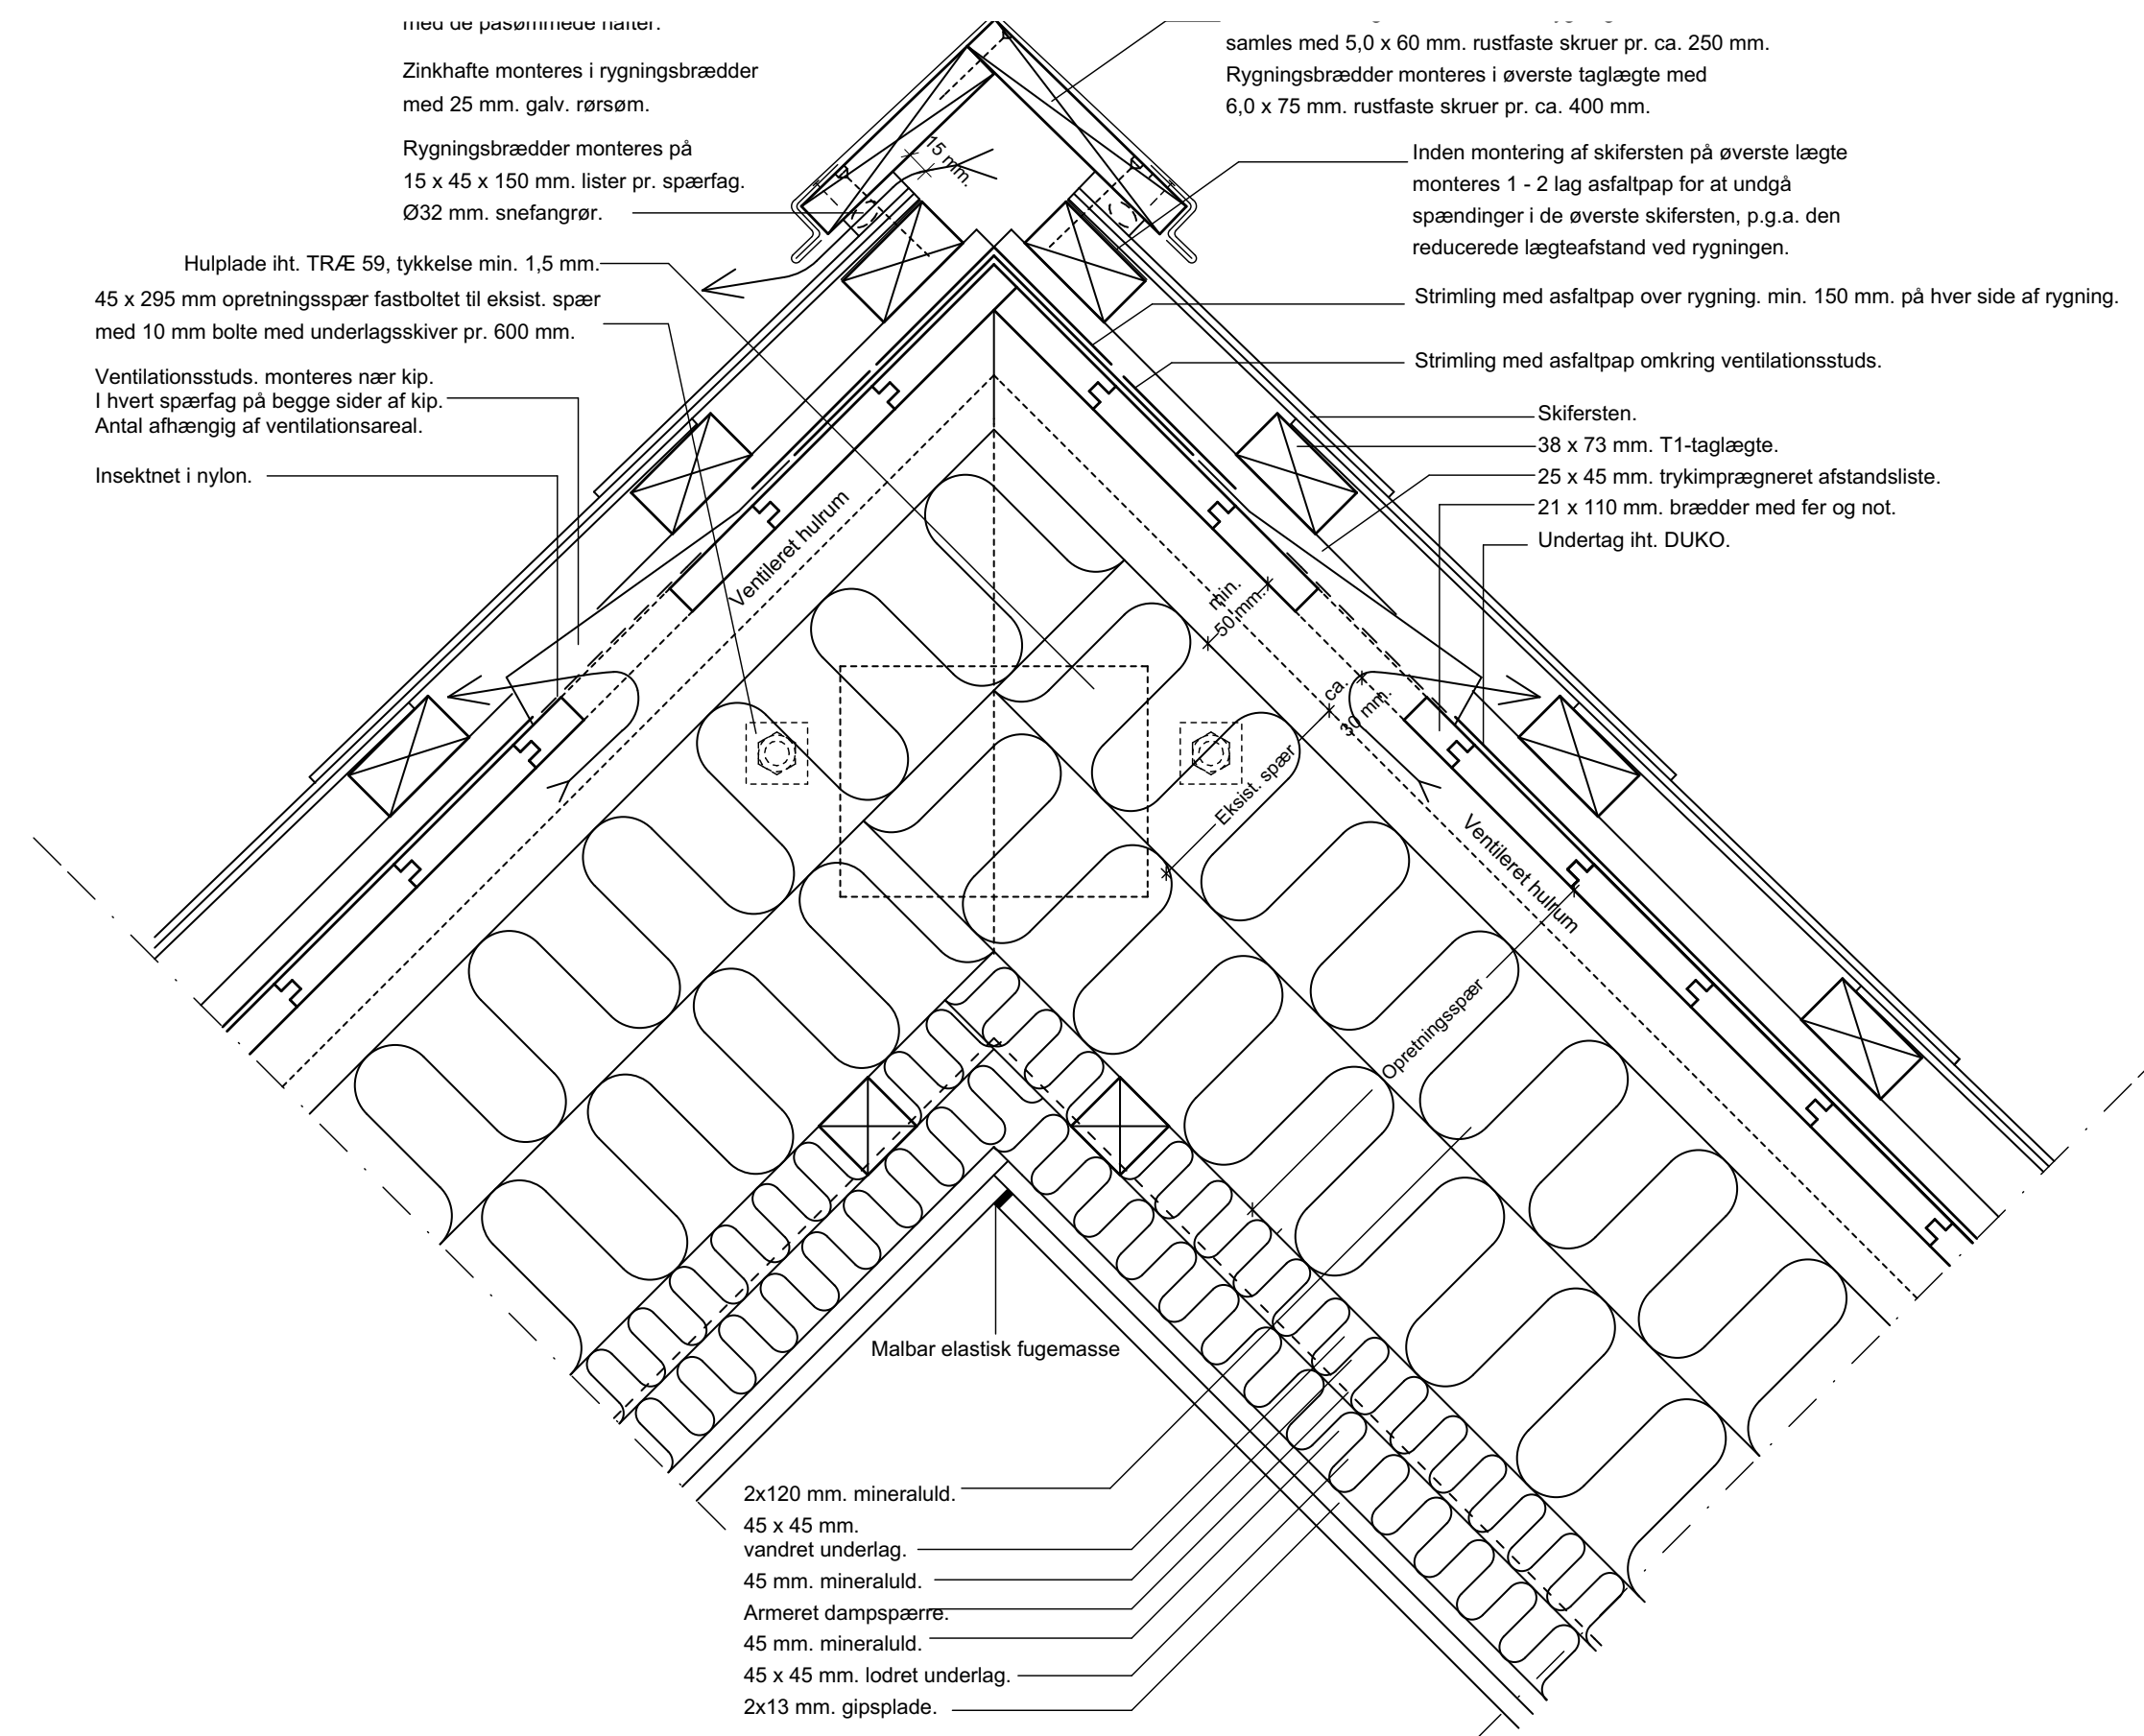 med de påsømmede hafter.
Zinkhafte monteres i rygningsbrædder
med 25 mm. galv. rørsøm.
Rygningsbrædder monteres på
15 x 45 x 150 mm. lister pr. spærfag.
Ø32 mm. snefangrør.
Hulplade iht. TRÆ 59, tykkelse min. 1,5 mm.
45 x 295 mm opretningsspær fastboltet til eksist. spær
med 10 mm bolte med underlagsskiver pr. 600 mm.
Ventilationsstuds. monteres nær kip.
I hvert spærfag på begge sider af kip.
Antal afhængig af ventilationsareal.
Insektnet i nylon.
samles med 5,0 x 60 mm. rustfaste skruer pr. ca. 250 mm.
Rygningsbrædder monteres i øverste taglægte med
6,0 x 75 mm. rustfaste skruer pr. ca. 400 mm.
15 mm.
Inden montering af skifersten på øverste lægte
monteres 1 - 2 lag asfaltpap for at undgå
spændinger i de øverste skifersten, p.g.a. den
reducerede lægteafstand ved rygningen.
Strimling med asfaltpap over rygning. min. 150 mm. på hver side af rygning.
Strimling med asfaltpap omkring ventilationsstuds.
Skifersten.
38 x 73 mm. T1-taglægte.
25 x 45 mm. trykimprægneret afstandsliste.
21 x 110 mm. brædder med fer og not.
Undertag iht. DUKO.
Ventileret hulrum
min.
50 mm.
ca.
30 mm.
Eksist. spær
Ventileret hulrum
Opretningsspær
Malbar elastisk fugemasse
2x120 mm. mineraluld.
45 x 45 mm.
vandret underlag.
45 mm. mineraluld.
Armeret dampspærre.
45 mm. mineraluld.
45 x 45 mm. lodret underlag.
2x13 mm. gipsplade.